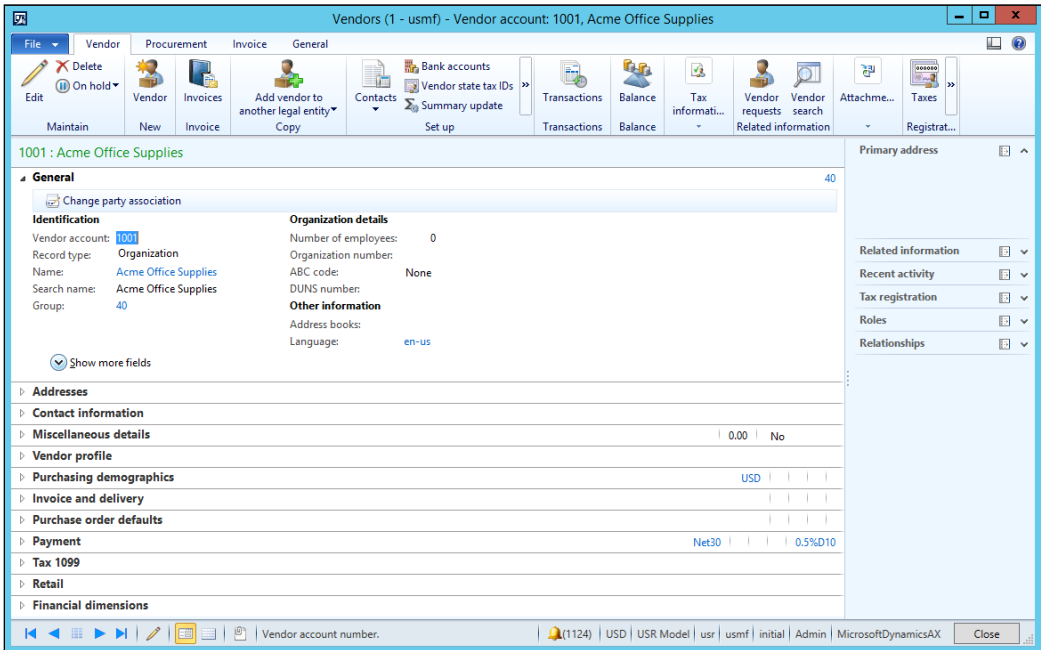 Vendors (1 - usmf) - Vendor account: 1001, Acme Office Supplies
File Vendor Procurement Invoice General
Edit
Delete
On hold
Maintain
Vendor
New
Invoices
Invoice
Add vendor to
another legal entity
Copy
Contacts
Bank accounts
Vendor state tax IDs
Summary update
Set up
Transactions
Transactions
Balance
Balance
Tax
informati...
Vendor
requests
Vendor
search
Related information
Attachme...
Taxes
Registrat...
1001 : Acme Office Supplies
General 40
Change party association
Identification
Vendor account: 1001
Record type: Organization
Name: Acme Office Supplies
Search name: Acme Office Supplies
Group: 40
Organization details
Number of employees: 0
Organization number:
ABC code: None
DUNS number:
Other information
Address books:
Language: en-us
Show more fields
Addresses
Contact information
Miscellaneous details 0.00 No
Vendor profile
Purchasing demographics USD
Invoice and delivery
Purchase order defaults
Payment Net30 0.5%D10
Tax 1099
Retail
Financial dimensions
Primary address
Related information
Recent activity
Tax registration
Roles
Relationships
Vendor account number. (1124) USD USR Model usr usmf initial Admin MicrosoftDynamicsAX Close